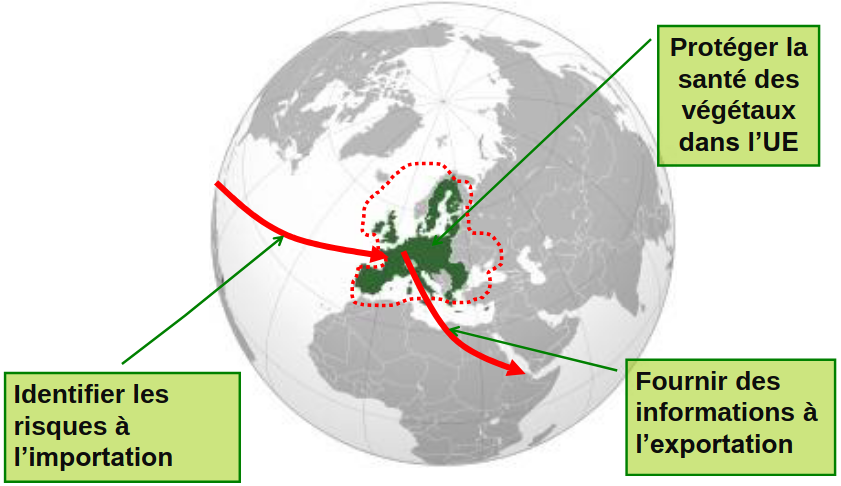 Protéger la
santé des
végétaux
dans l’UE
Identifier les
risques à
l’importation
Fournir des
informations à
l’exportation